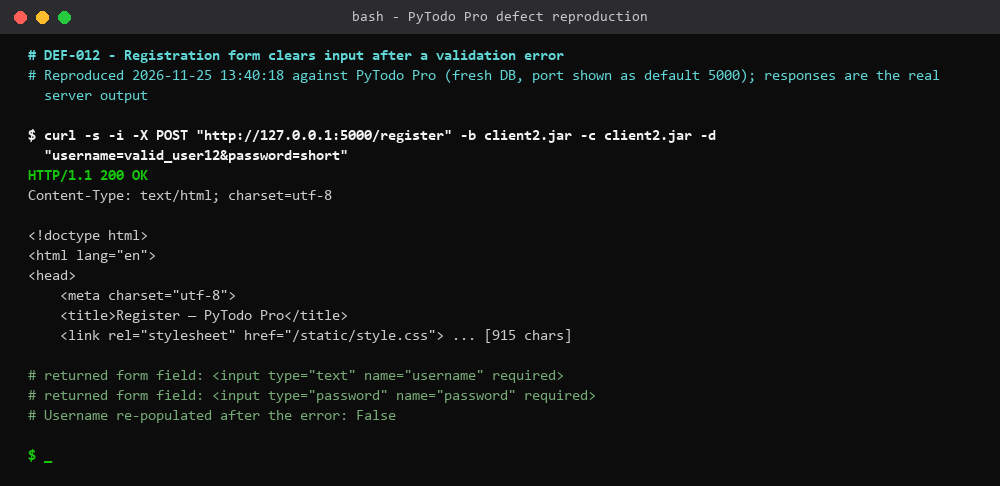 bash - PyTodo Pro defect reproduction
# DEF-012 - Registration form clears input after a validation error
# Reproduced 2026-11-25 13:40:18 against PyTodo Pro (fresh DB, port shown as default 5000); responses are the real
server output
$ curl -s -i -X POST "http://127.0.0.1:5000/register" -b client2.jar -c client2.jar -d
"username=valid_user12&password=short"
HTTP/1.1 200 OK
Content-Type: text/html; charset=utf-8
<!doctype html>
<html lang="en">
<head>
<meta charset="utf-8">
<title>Register — PyTodo Pro</title>
<link rel="stylesheet" href="/static/style.css"> ... [915 chars]
# returned form field: <input type="text" name="username" required>
# returned form field: <input type="password" name="password" required>
# Username re-populated after the error: False
$ _